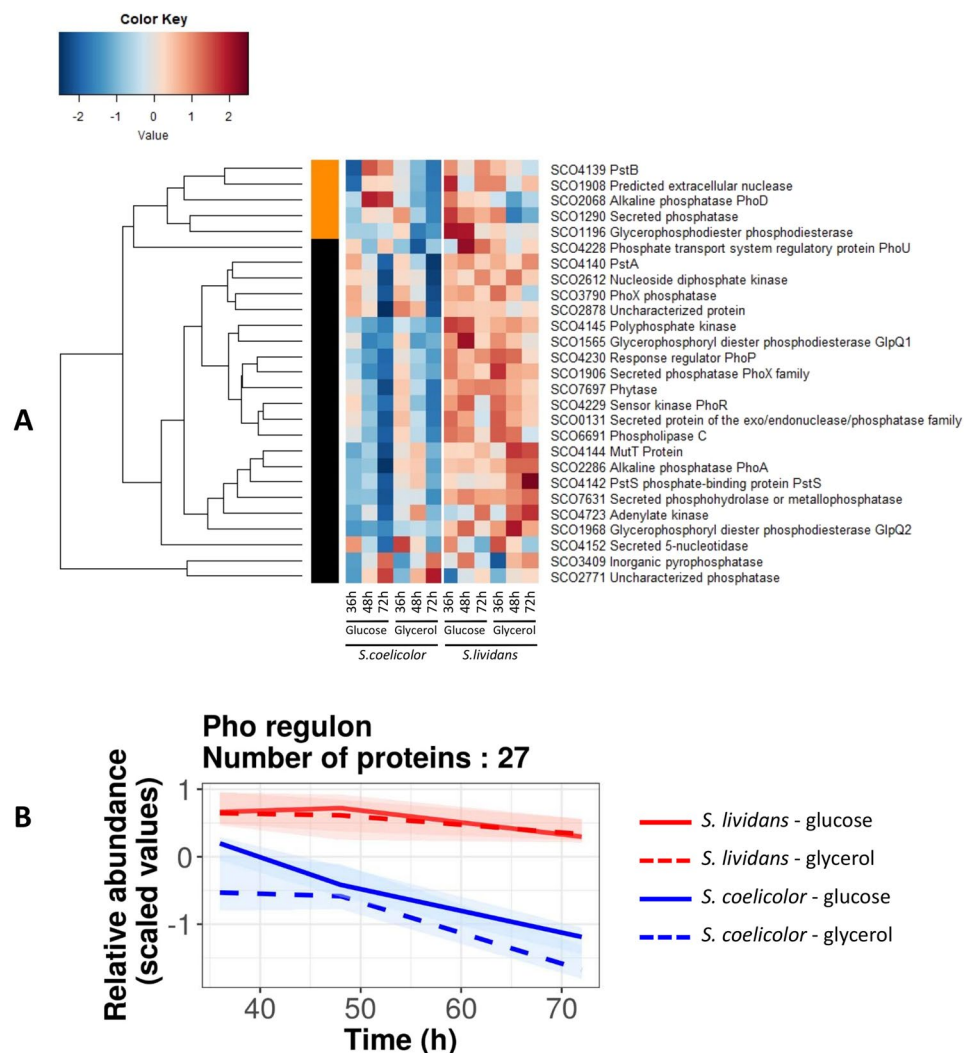 Color Key
-2 -1 0 1 2
Value
A
SCO4139 PstB
SCO1908 Predicted extracellular nuclease
SCO2068 Alkaline phosphatase PhoD
SCO1290 Secreted phosphatase
SCO1196 Glycerophosphodiester phosphodiesterase
SCO4228 Phosphate transport system regulatory protein PhoU
SCO4140 PstA
SCO2612 Nucleoside diphosphate kinase
SCO3790 PhoX phosphatase
SCO2878 Uncharacterized protein
SCO4145 Polyphosphate kinase
SCO1565 Glycerophosphoryl diester phosphodiesterase GlpQ1
SCO4230 Response regulator PhoP
SCO1906 Secreted phosphatase PhoX family
SCO7697 Phytase
SCO4229 Sensor kinase PhoR
SCO0131 Secreted protein of the exo/endonuclease/phosphatase family
SCO6691 Phospholipase C
SCO4144 MutT Protein
SCO2286 Alkaline phosphatase PhoA
SCO4142 PstS phosphate-binding protein PstS
SCO7631 Secreted phosphohydrolase or metallophosphatase
SCO4723 Adenylate kinase
SCO1968 Glycerophosphoryl diester phosphodiesterase GlpQ2
SCO4152 Secreted 5-nucleotidase
SCO3409 Inorganic pyrophosphatase
SCO2771 Uncharacterized phosphatase
36h 48h 72h 36h 48h 72h 36h 48h 72h 36h 48h 72h
Glucose Glycerol Glucose Glycerol
S.coelicolor S.lividans
B
Pho regulon
Number of proteins : 27
Relative abundance
(scaled values)
1
0
-1
40 50 60 70
Time (h)
S. lividans - glucose
S. lividans - glycerol
S. coelicolor - glucose
S. coelicolor - glycerol